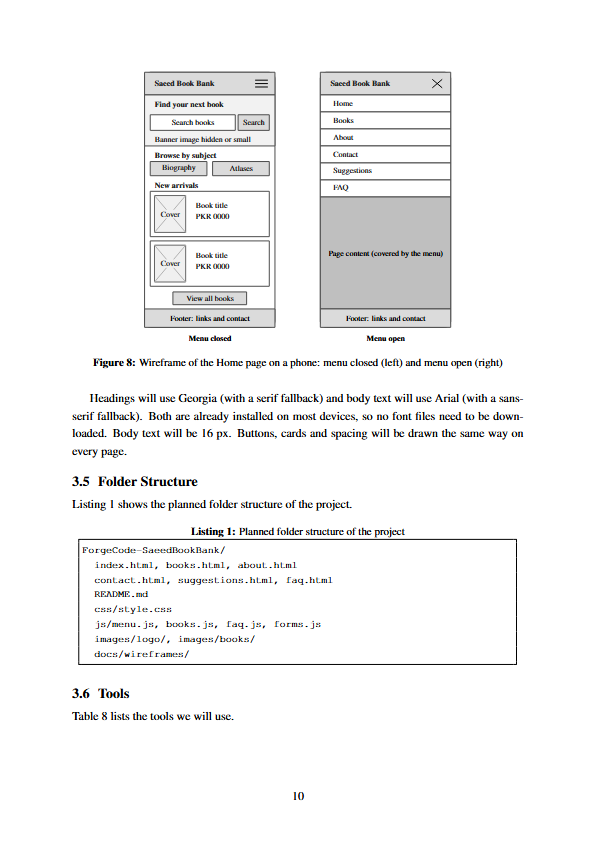 Saeed Book Bank
Find your next book
Search books Search
Banner image hidden or small
Browse by subject
Biography Atlases
New arrivals
Cover
Book title
PKR 0000
Cover
Book title
PKR 0000
View all books
Footer: links and contact
Menu closed
Saeed Book Bank
Home
Books
About
Contact
Suggestions
FAQ
Page content (covered by the menu)
Footer: links and contact
Menu open
Figure 8: Wireframe of the Home page on a phone: menu closed (left) and menu open (right)
Headings will use Georgia (with a serif fallback) and body text will use Arial (with a sans-
serif fallback). Both are already installed on most devices, so no font files need to be down-
loaded. Body text will be 16 px. Buttons, cards and spacing will be drawn the same way on
every page.
3.5 Folder Structure
Listing 1 shows the planned folder structure of the project.
Listing 1: Planned folder structure of the project
ForgeCode-SaeedBookBank/
index.html, books.html, about.html
contact.html, suggestions.html, faq.html
README.md
css/style.css
js/menu.js, books.js, faq.js, forms.js
images/logo/, images/books/
docs/wireframes/
3.6 Tools
Table 8 lists the tools we will use.
10